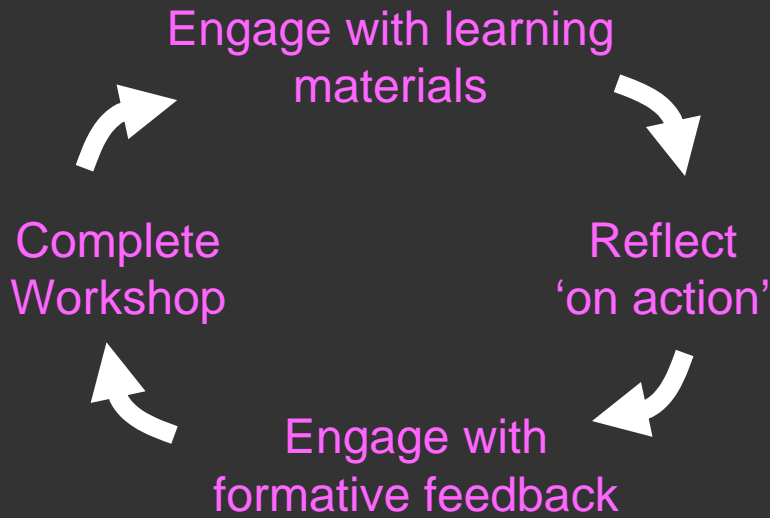 Engage with learning
materials
Reflect
‘on action’
Engage with
formative feedback
Complete
Workshop